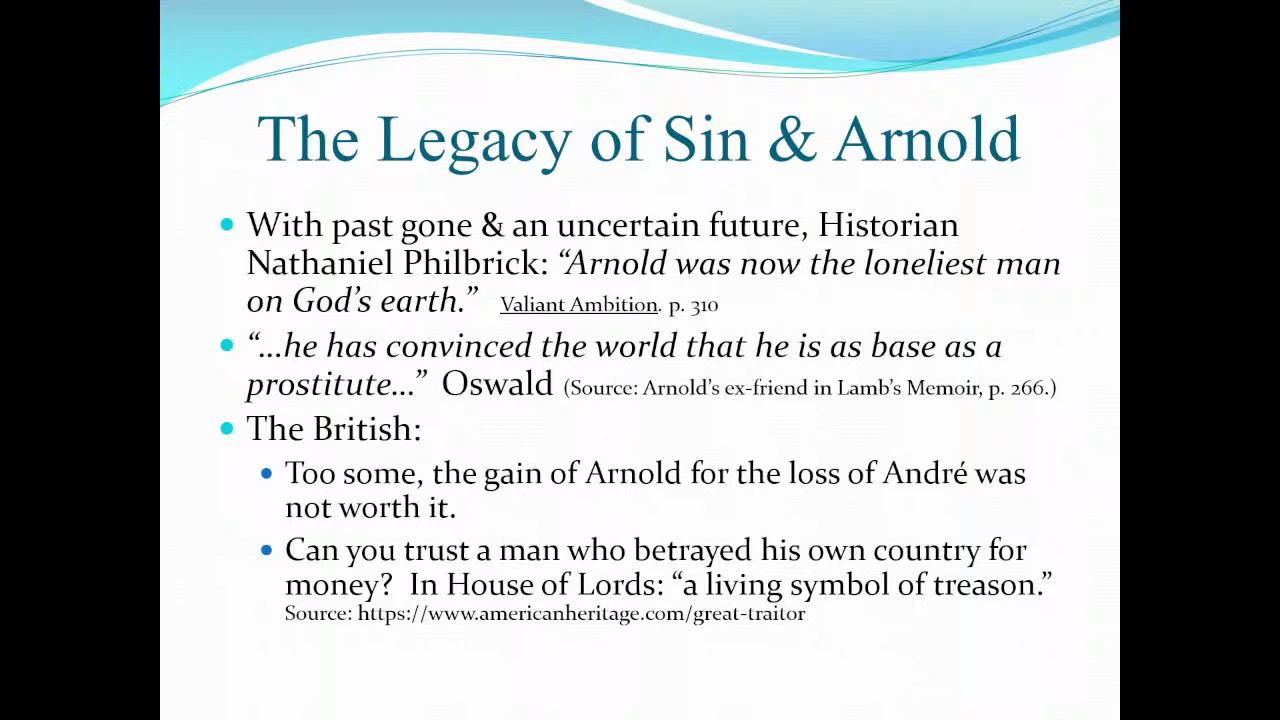 The Legacy of Sin & Arnold
• With past gone & an uncertain future, Historian
Nathaniel Philbrick: “Arnold was now the loneliest man
on God’s earth.” Valiant Ambition. p. 310
• “…he has convinced the world that he is as base as a
prostitute…” Oswald (Source: Arnold’s ex-friend in Lamb’s Memoir, p. 266.)
• The British:
• Too some, the gain of Arnold for the loss of André was
not worth it.
• Can you trust a man who betrayed his own country for
money? In House of Lords: “a living symbol of treason.”
Source: https://www.americanheritage.com/great-traitor